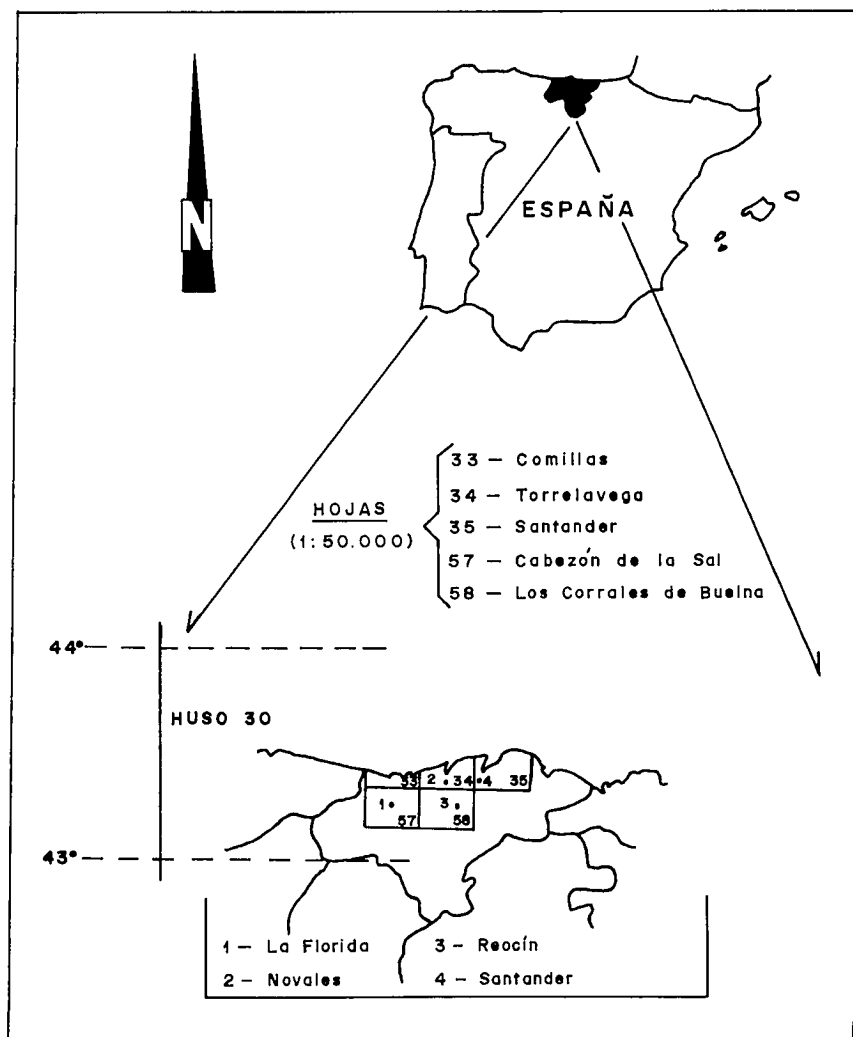 N
ESPAÑA
HOJAS
(1:50.000)
33 — Comillas
34 — Torrelavega
35 — Santander
57 — Cabezón de la Sal
58 — Los Corrales de Buelna
44°
HUSO 30
33 2 34 4 35
1 3
57 58
43°
1 — La Florida 3 — Reocín
2 — Novales 4 — Santander